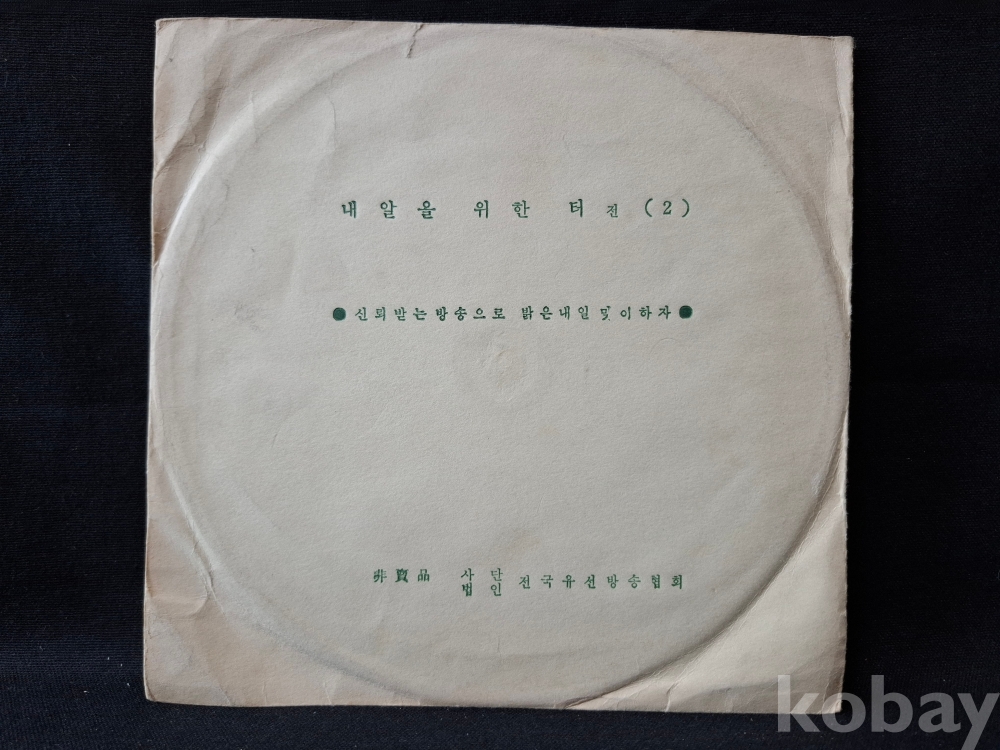 내알을 위한 터전 (2)
●신뢰받는방송으로 밝은내일맞이하자●
非賣品 사단법인 전국유선방송협회
kobay